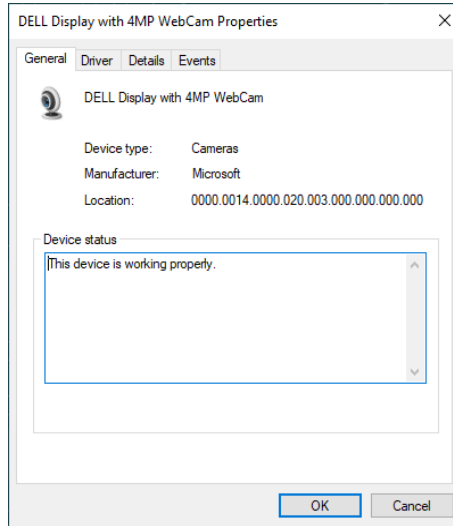 DELL Display with 4MP WebCam Properties
General Driver Details Events
DELL Display with 4MP WebCam
Device type: Cameras
Manufacturer: Microsoft
Location: 0000.0014.0000.020.003.000.000.000.000
Device status
This device is working properly.
OK Cancel